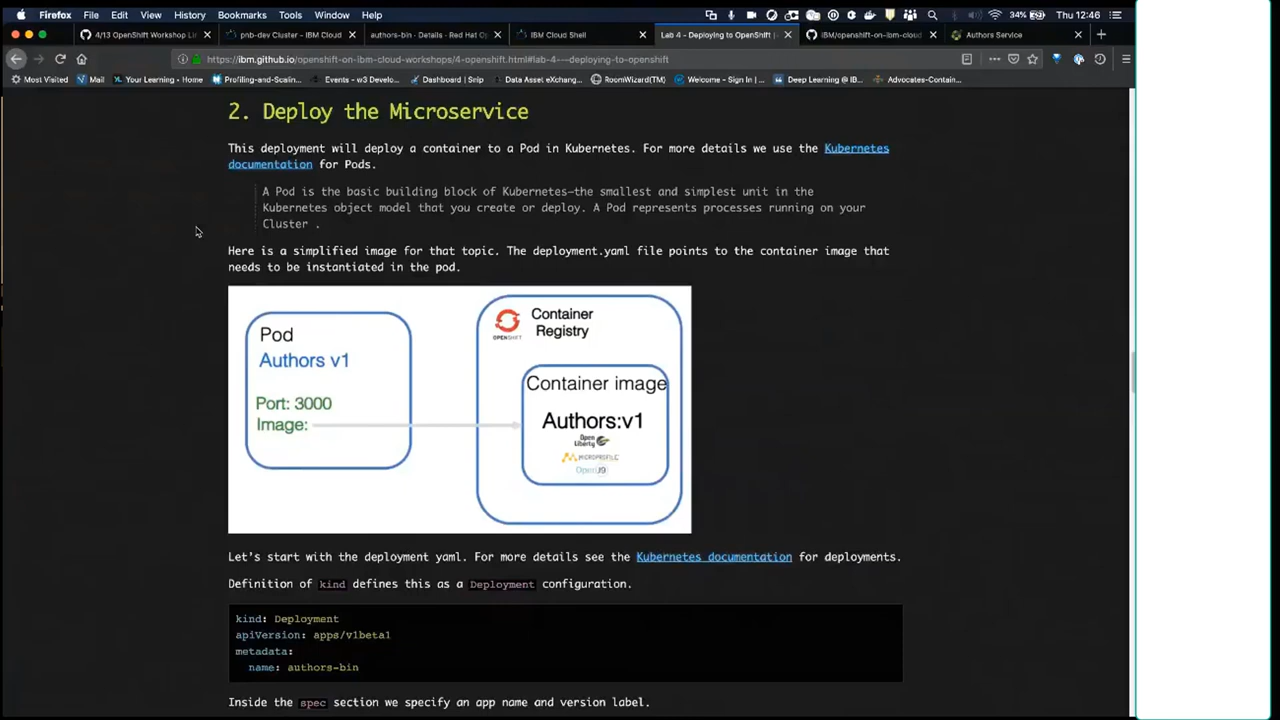 Firefox File Edit View History Bookmarks Tools Window Help 34% Thu 12:46
4/13 OpenShift Workshop Li pnb-dev Cluster - IBM Cloud authors-bin · Details · Red Hat Op IBM Cloud Shell Lab 4 - Deploying to OpenShift | IBM/openshift-on-ibm-cloud Authors Service
https://ibm.github.io/openshift-on-ibm-cloud-workshops/4-openshift.html#lab-4---deploying-to-openshift
Most Visited Mail Your Learning - Home Profiling-and-Scalin... Events - w3 Develo... Dashboard | Snip Data Asset eXchang... RoomWizard(TM) Welcome - Sign In | ... Deep Learning @ IB... Advocates-Contain...
2. Deploy the Microservice
This deployment will deploy a container to a Pod in Kubernetes. For more details we use the Kubernetes
documentation for Pods.
A Pod is the basic building block of Kubernetes—the smallest and simplest unit in the
Kubernetes object model that you create or deploy. A Pod represents processes running on your
Cluster .
Here is a simplified image for that topic. The deployment.yaml file points to the container image that
needs to be instantiated in the pod.
Pod
Authors v1
Port: 3000
Image:
OPENSHIFT
Container
Registry
Container image
Authors:v1
Open
Liberty
MICROPROFILE
OpenJ9
Let's start with the deployment yaml. For more details see the Kubernetes documentation for deployments.
Definition of kind defines this as a Deployment configuration.
kind: Deployment
apiVersion: apps/v1beta1
metadata:
name: authors-bin
Inside the spec section we specify an app name and version label.